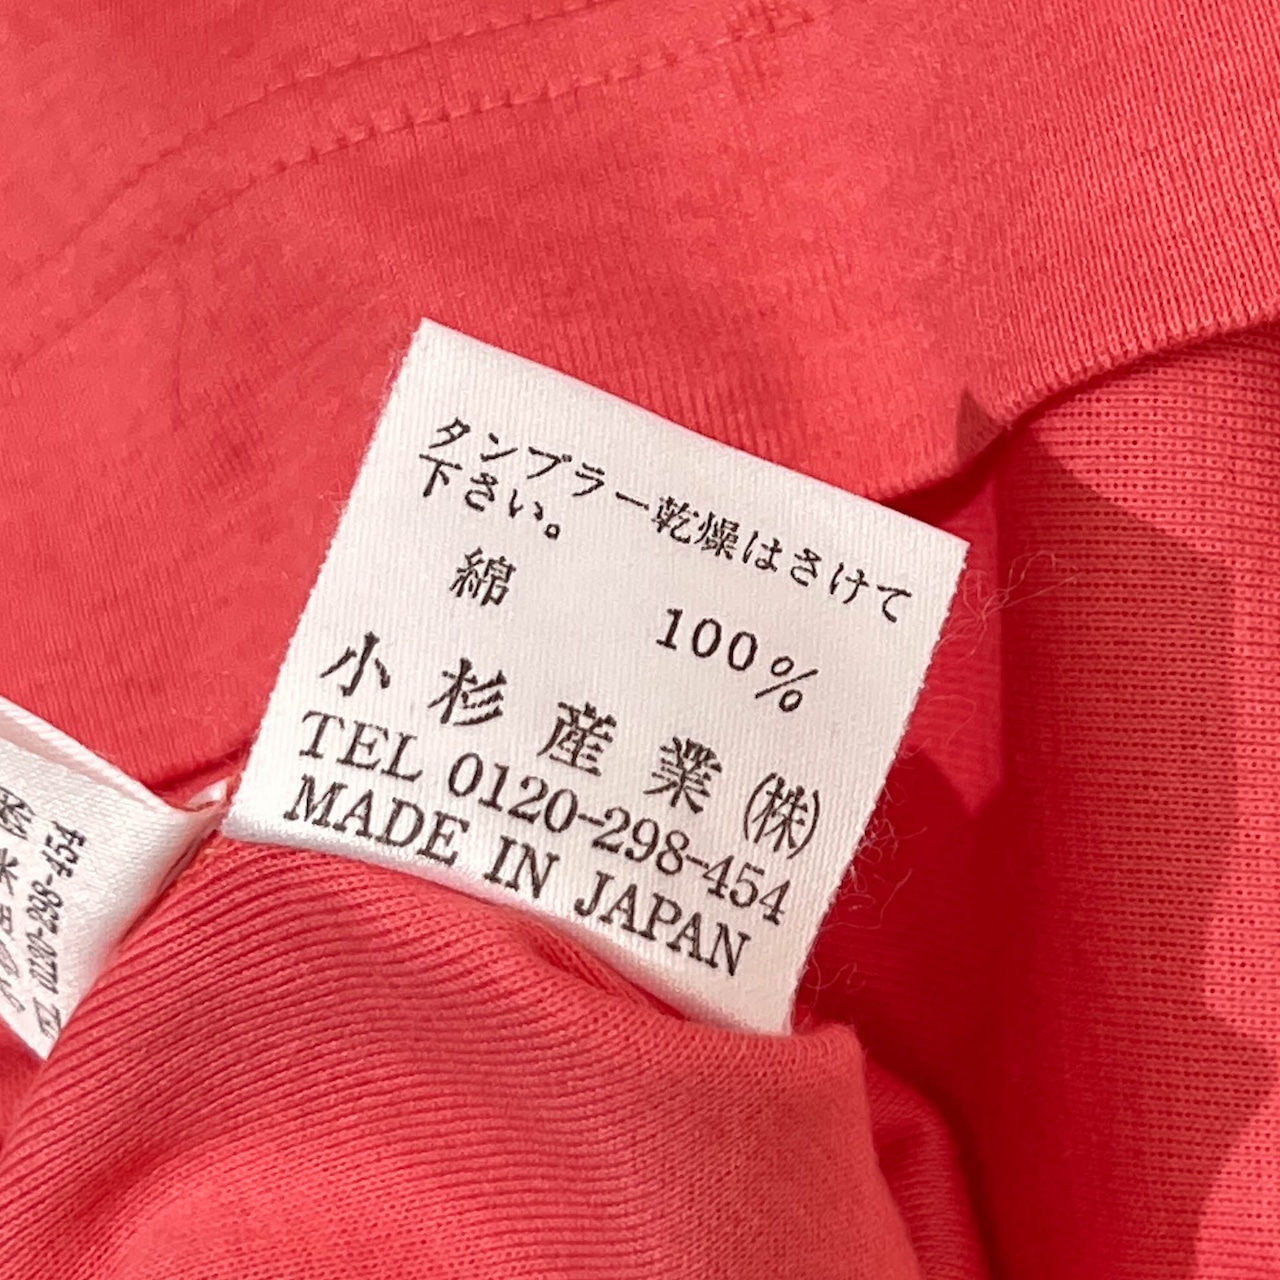 タンブラー乾燥はさけて
下さい。
綿 100%
小杉産業(株)
TEL 0120-298-454
MADE IN JAPAN